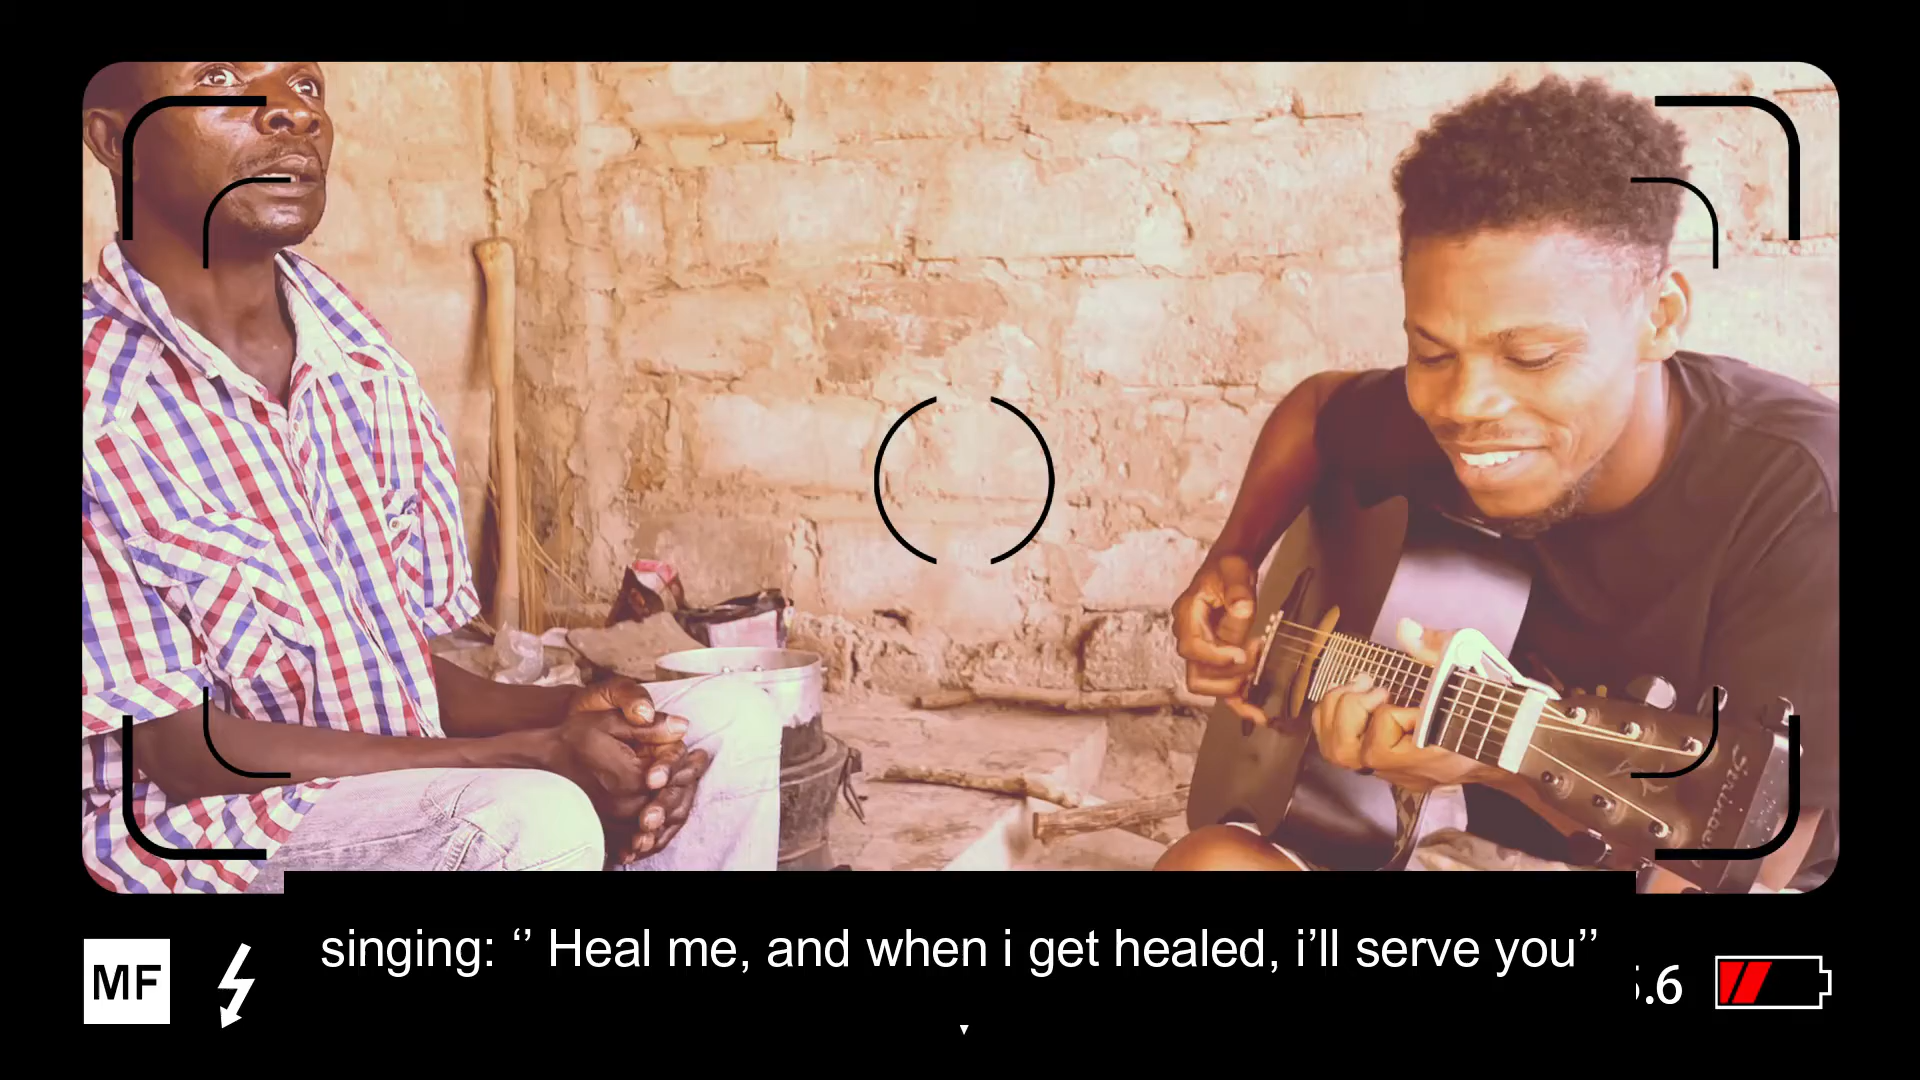 singing: ‘’ Heal me, and when i get healed, i’ll serve you’’
MF
.6